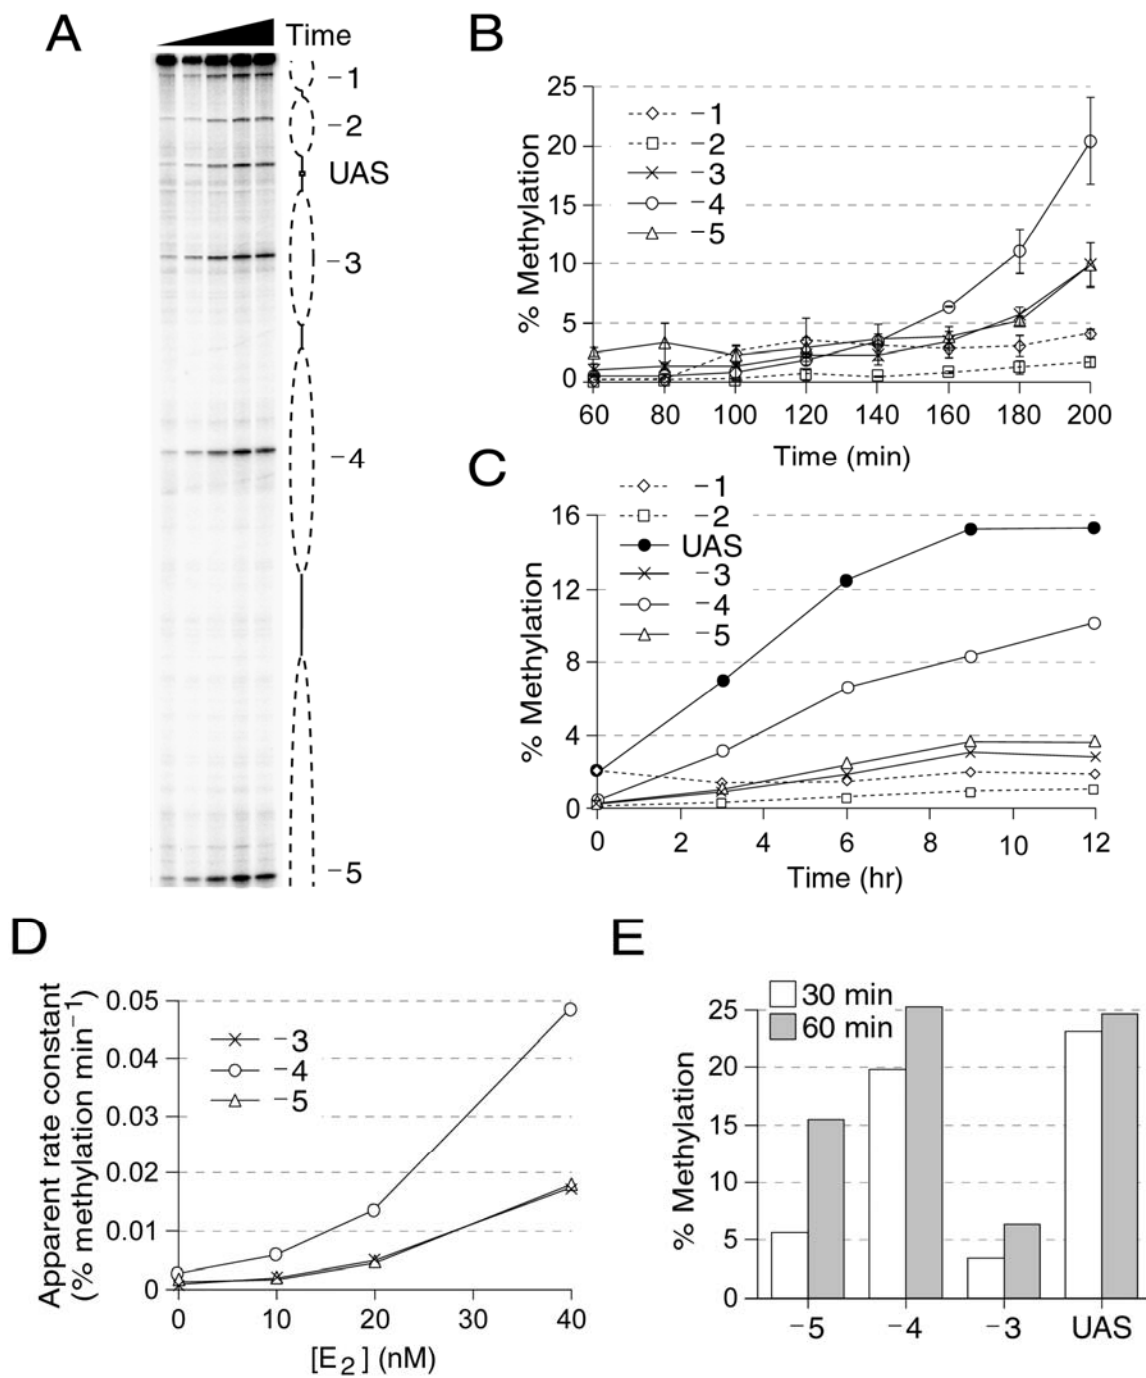 A
Time
−1
−2
UAS
−3
−4
−5
B
25
20
15
10
5
0
% Methylation
−1
−2
−3
−4
−5
60 80 100 120 140 160 180 200
Time (min)
C
16
12
8
4
0
% Methylation
−1
−2
UAS
−3
−4
−5
0 2 4 6 8 10 12
Time (hr)
D
Apparent rate constant
(% methylation min⁻¹)
0.05
0.04
0.03
0.02
0.01
0
−3
−4
−5
0 10 20 30 40
[E₂] (nM)
E
30 min
60 min
% Methylation
25
20
15
10
5
0
−5 −4 −3 UAS